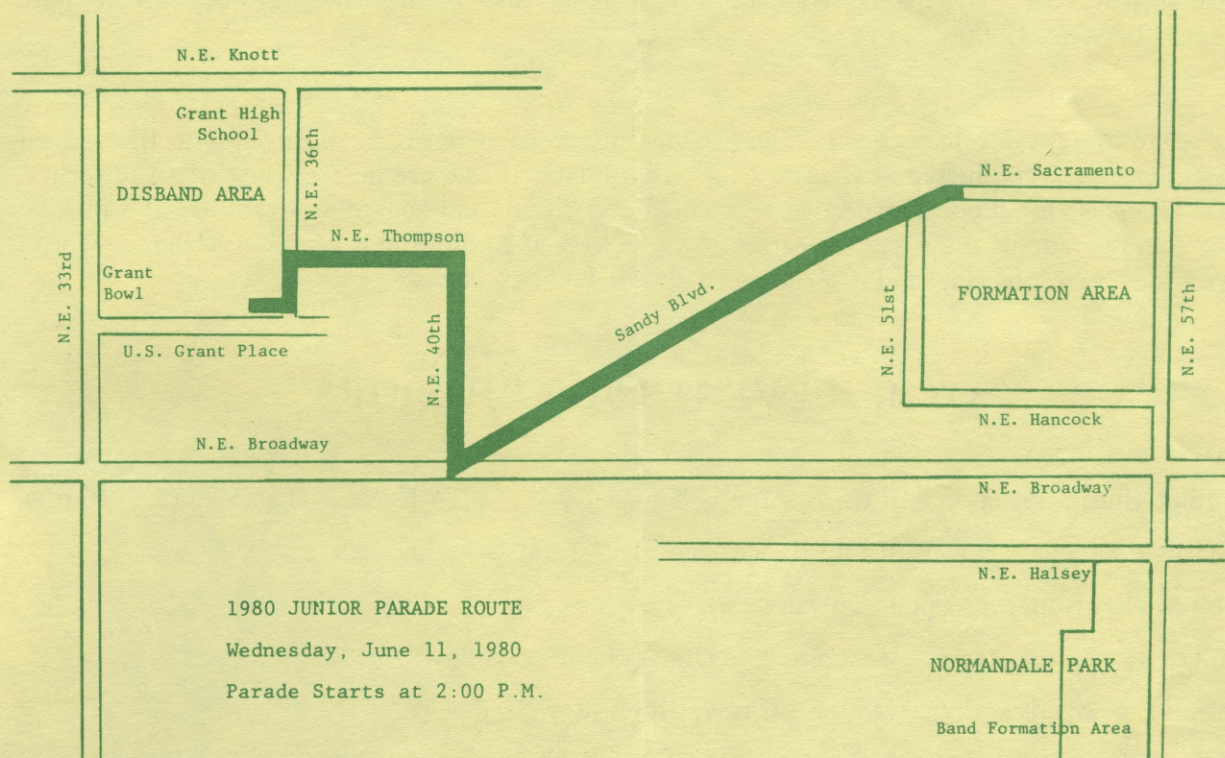 N.E. Knott
Grant High
School
N.E. 36th
DISBAND AREA
N.E. Sacramento
N.E. Thompson
N.E. 33rd
Grant
Bowl
Sandy Blvd.
FORMATION AREA
N.E. 51st
N.E. 57th
N.E. 40th
U.S. Grant Place
N.E. Hancock
N.E. Broadway
N.E. Broadway
N.E. Halsey
1980 JUNIOR PARADE ROUTE
Wednesday, June 11, 1980
Parade Starts at 2:00 P.M.
NORMANDALE PARK
Band Formation Area